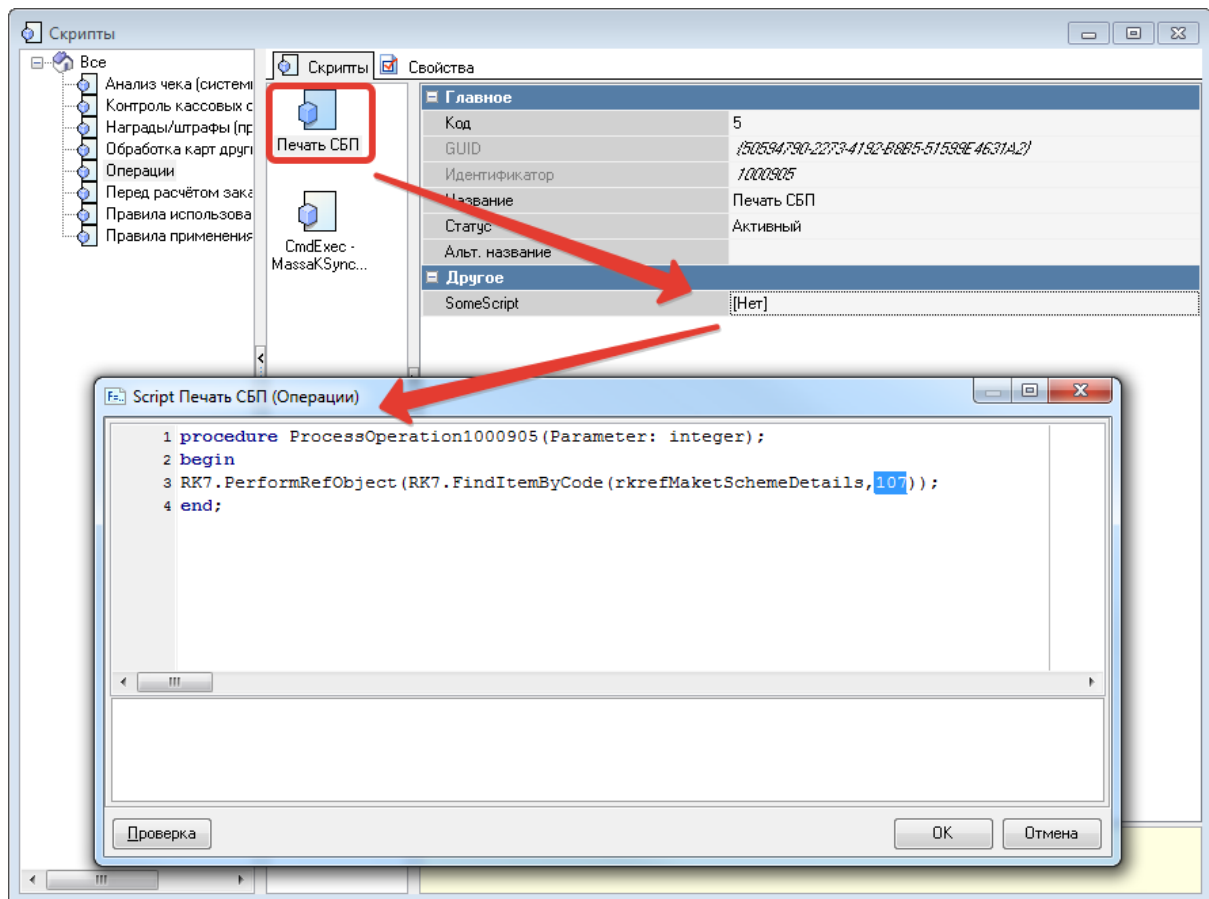 Скрипты
Все
Анализ чека (системн
Контроль кассовых с
Награды/штрафы (пр
Обработка карт други
Операции
Перед расчётом зака
Правила использова
Правила применения
Скрипты
Свойства
Печать СБП
CmdExec -
MassaKSync...
Главное
Код 5
GUID {50594790-2273-4192-B8B5-51598E4631A2}
Идентификатор 1000905
Название Печать СБП
Статус Активный
Альт. название
Другое
SomeScript [Нет]
Script Печать СБП (Операции)
1 procedure ProcessOperation1000905(Parameter: integer);
2 begin
3 RK7.PerformRefObject(RK7.FindItemByCode(rkrefMaketSchemeDetails,107));
4 end;
Проверка
OK
Отмена